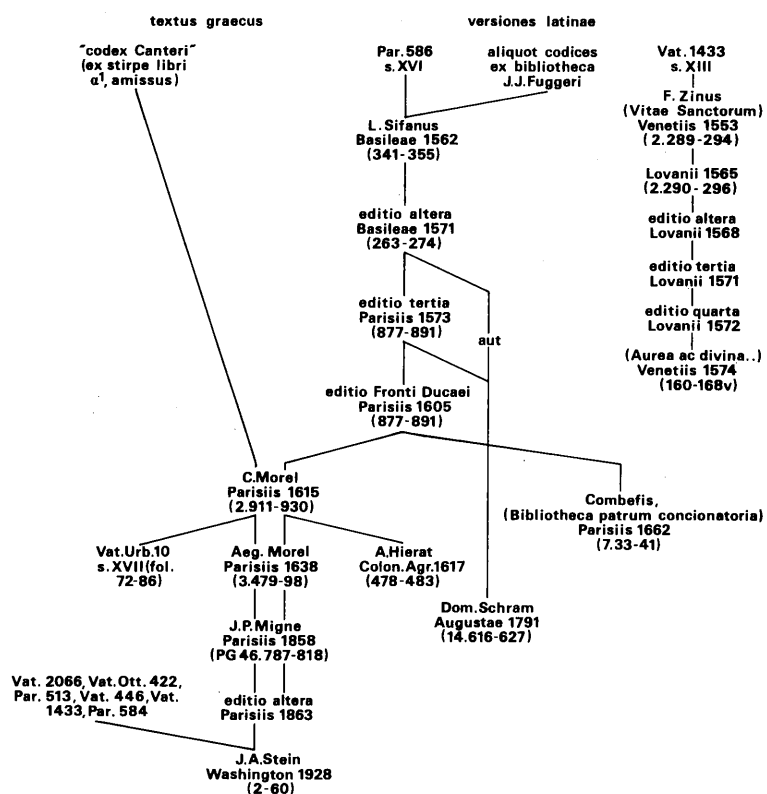 textus graecus
versiones latinae
"codex Canteri"
(ex stirpe libri
α¹, amissus)
Par. 586
s. XVI
aliquot codices
ex bibliotheca
J.J.Fuggeri
Vat. 1433
s. XIII
F. Zinus
(Vitae Sanctorum)
Venetiis 1553
(2.289-294)
L. Sifanus
Basileae 1562
(341-355)
Lovanii 1565
(2.290-296)
editio altera
Basileae 1571
(263-274)
editio altera
Lovanii 1568
editio tertia
Lovanii 1571
editio tertia
Parisiis 1573
(877-891)
editio quarta
Lovanii 1572
aut
(Aurea ac divina..)
Venetiis 1574
(160-168v)
editio Fronti Ducaei
Parisiis 1605
(877-891)
C.Morel
Parisiis 1615
(2.911-930)
Combefis,
(Bibliotheca patrum concionatoria)
Parisiis 1662
(7.33-41)
Vat.Urb.10
s. XVII(fol.
72-86)
Aeg. Morel
Parisiis 1638
(3.479-98)
A.Hierat
Colon.Agr.1617
(478-483)
Dom.Schram
Augustae 1791
(14.616-627)
J.P.Migne
Parisiis 1858
(PG 46.787-818)
Vat. 2066, Vat. Ott. 422,
Par. 513, Vat. 446, Vat.
1433, Par. 584
editio altera
Parisiis 1863
J.A.Stein
Washington 1928
(2-60)